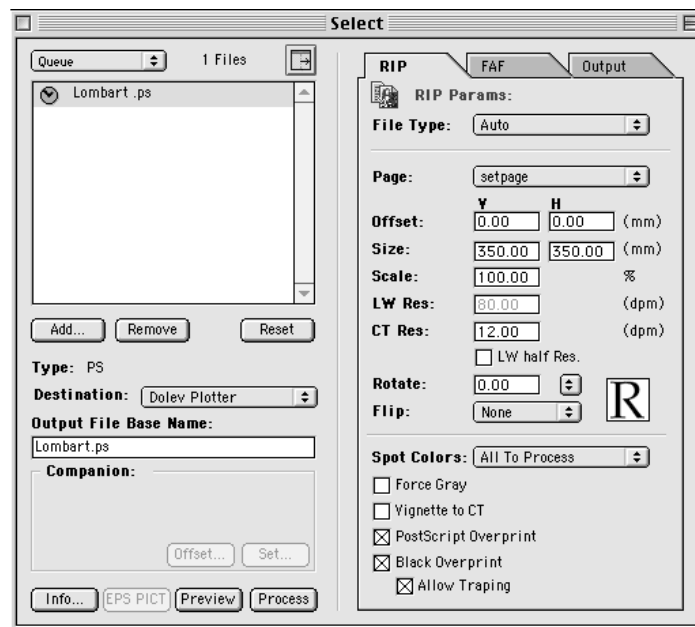 Select
Queue
1 Files
Lombart .ps
Add...
Remove
Reset
Type: PS
Destination: Dolev Plotter
Output File Base Name:
Lombart.ps
Companion:
Offset...
Set...
Info...
EPS PICT
Preview
Process
RIP
FAF
Output
RIP Params:
File Type: Auto
Page: setpage
V H
Offset: 0.00 0.00 (mm)
Size: 350.00 350.00 (mm)
Scale: 100.00 %
LW Res: 80.00 (dpm)
CT Res: 12.00 (dpm)
LW half Res.
Rotate: 0.00
Flip: None
R
Spot Colors: All To Process
Force Gray
Vignette to CT
PostScript Overprint
Black Overprint
Allow Traping